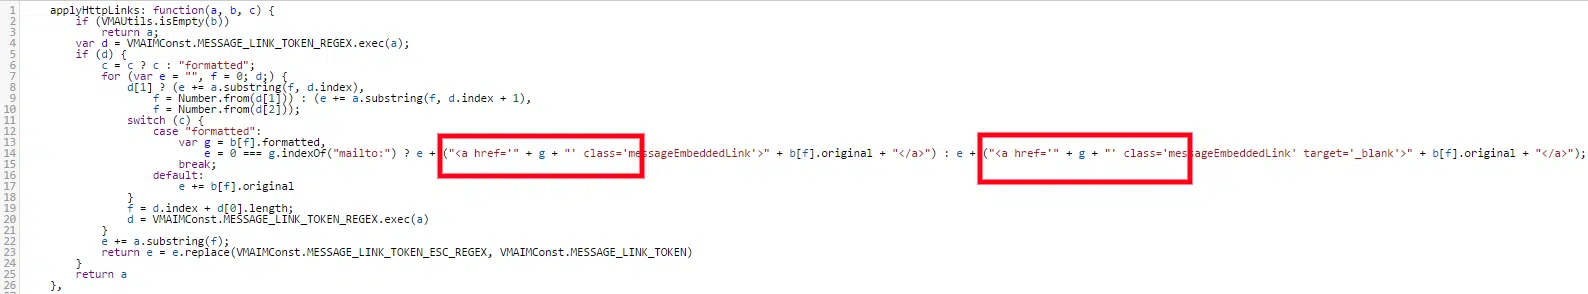 1 applyHttpLinks: function(a, b, c) {
2 if (VMAUtils.isEmpty(b))
3 return a;
4 var d = VMAIMConst.MESSAGE_LINK_TOKEN_REGEX.exec(a);
5 if (d) {
6 c = c ? c : "formatted";
7 for (var e = "", f = 0; d;) {
8 d[1] ? (e += a.substring(f, d.index),
9 f = Number.from(d[1])) : (e += a.substring(f, d.index + 1),
10 f = Number.from(d[2]));
11 switch (c) {
12 case "formatted":
13 var g = b[f].formatted,
14 e = 0 === g.indexOf("mailto:") ? e + ("<a href='" + g + "' class='messageEmbeddedLink'>" + b[f].original + "</a>") : e + ("<a href='" + g + "' class='messageEmbeddedLink' target='_blank'>" + b[f].original + "</a>");
15 break;
16 default:
17 e += b[f].original
18 }
19 f = d.index + d[0].length;
20 d = VMAIMConst.MESSAGE_LINK_TOKEN_REGEX.exec(a)
21 }
22 e += a.substring(f);
23 return e = e.replace(VMAIMConst.MESSAGE_LINK_TOKEN_ESC_REGEX, VMAIMConst.MESSAGE_LINK_TOKEN)
24 }
25 return a
26 },